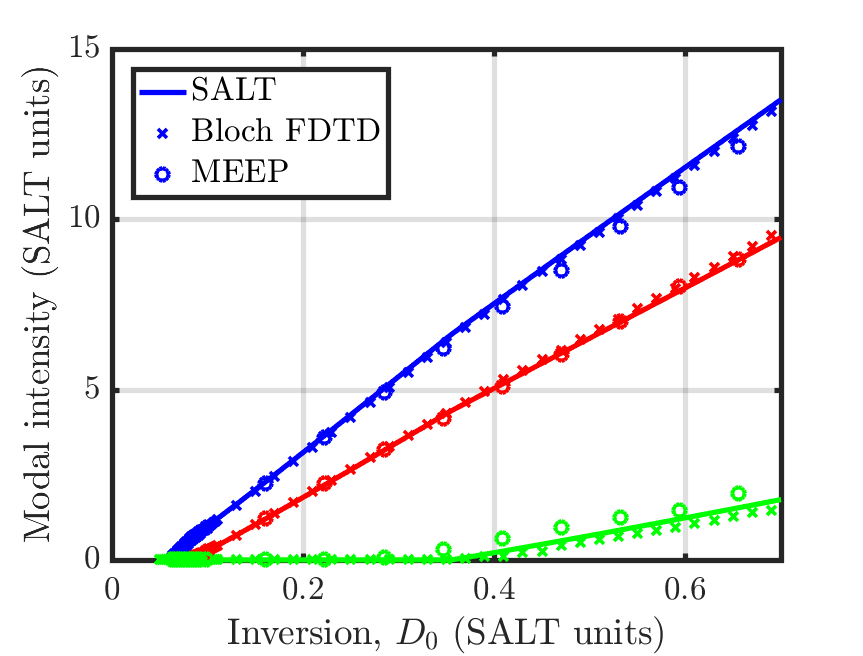 15
10
5
0
Modal intensity (SALT units)
SALT
Bloch FDTD
MEEP
0
0.2
0.4
0.6
Inversion, D₀ (SALT units)